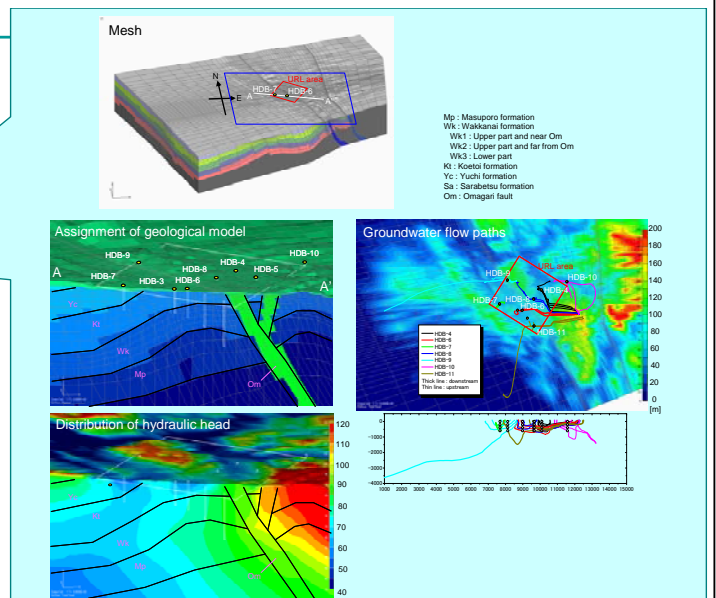 Mesh
N
E
URL area
HDB-7
HDB-6
A
A'
Mp : Masuporo formation
Wk : Wakkanai formation
Wk1 : Upper part and near Om
Wk2 : Upper part and far from Om
Wk3 : Lower part
Kt : Koetoi formation
Yc : Yuchi formation
Sa : Sarabetsu formation
Om : Omagari fault
Assignment of geological model
HDB-9
HDB-4
HDB-10
HDB-8
A
HDB-7
HDB-3
HDB-6
HDB-5
A'
Yc
Kt
Wk
Mp
Om
Groundwater flow paths
HDB-9
URL area
HDB-10
HDB-4
HDB-7
HDB-8
HDB-6
HDB-11
HDB-4
HDB-6
HDB-7
HDB-8
HDB-9
HDB-10
HDB-11
Thick line : downstream
Thin line : upstream
200
180
160
140
120
100
80
60
40
20
0
[m]
0
-1000
-2000
-3000
-4000
1000 2000 3000 4000 5000 6000 7000 8000 9000 10000 11000 12000 13000 14000 15000
Distribution of hydraulic head
120
110
100
90
80
70
60
50
40